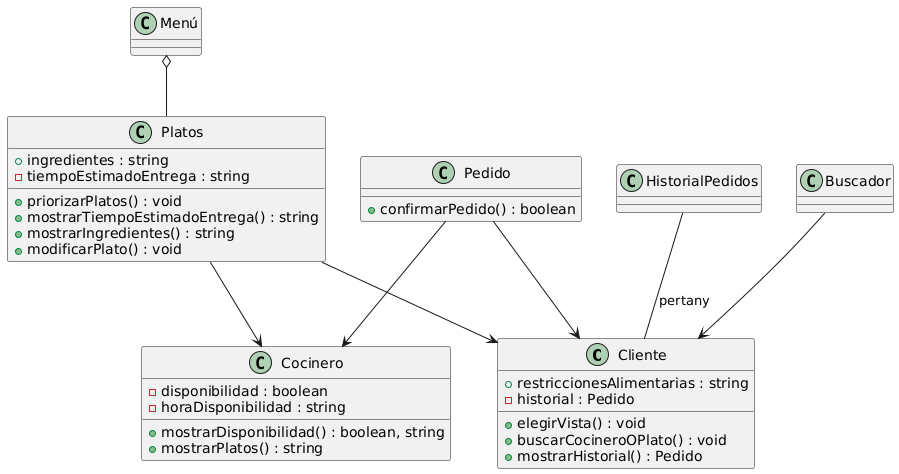 Menú
Platos
ingredientes : string
tiempoEstimadoEntrega : string
priorizarPlatos() : void
mostrarTiempoEstimadoEntrega() : string
mostrarIngredientes() : string
modificarPlato() : void
Pedido
confirmarPedido() : boolean
HistorialPedidos
Buscador
pertany
Cocinero
disponibilidad : boolean
horaDisponibilidad : string
mostrarDisponibilidad() : boolean, string
mostrarPlatos() : string
Cliente
restriccionesAlimentarias : string
historial : Pedido
elegirVista() : void
buscarCocineroOPlato() : void
mostrarHistorial() : Pedido